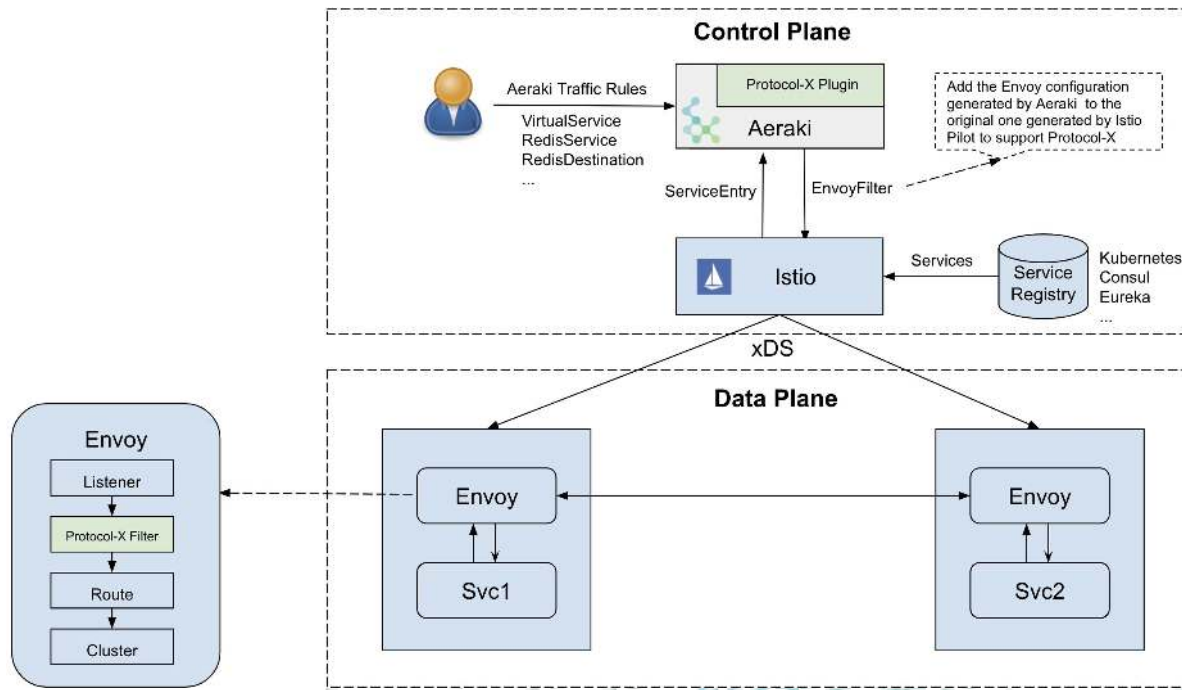 Control Plane
Aeraki Traffic Rules
VirtualService
RedisService
RedisDestination
...
Protocol-X Plugin
Aeraki
Add the Envoy configuration
generated by Aeraki to the
original one generated by Istio
Pilot to support Protocol-X
ServiceEntry
EnvoyFilter
Istio
Services
Service
Registry
Kubernetes
Consul
Eureka
...
xDS
Data Plane
Envoy
Listener
Protocol-X Filter
Route
Cluster
Envoy
Svc1
Envoy
Svc2